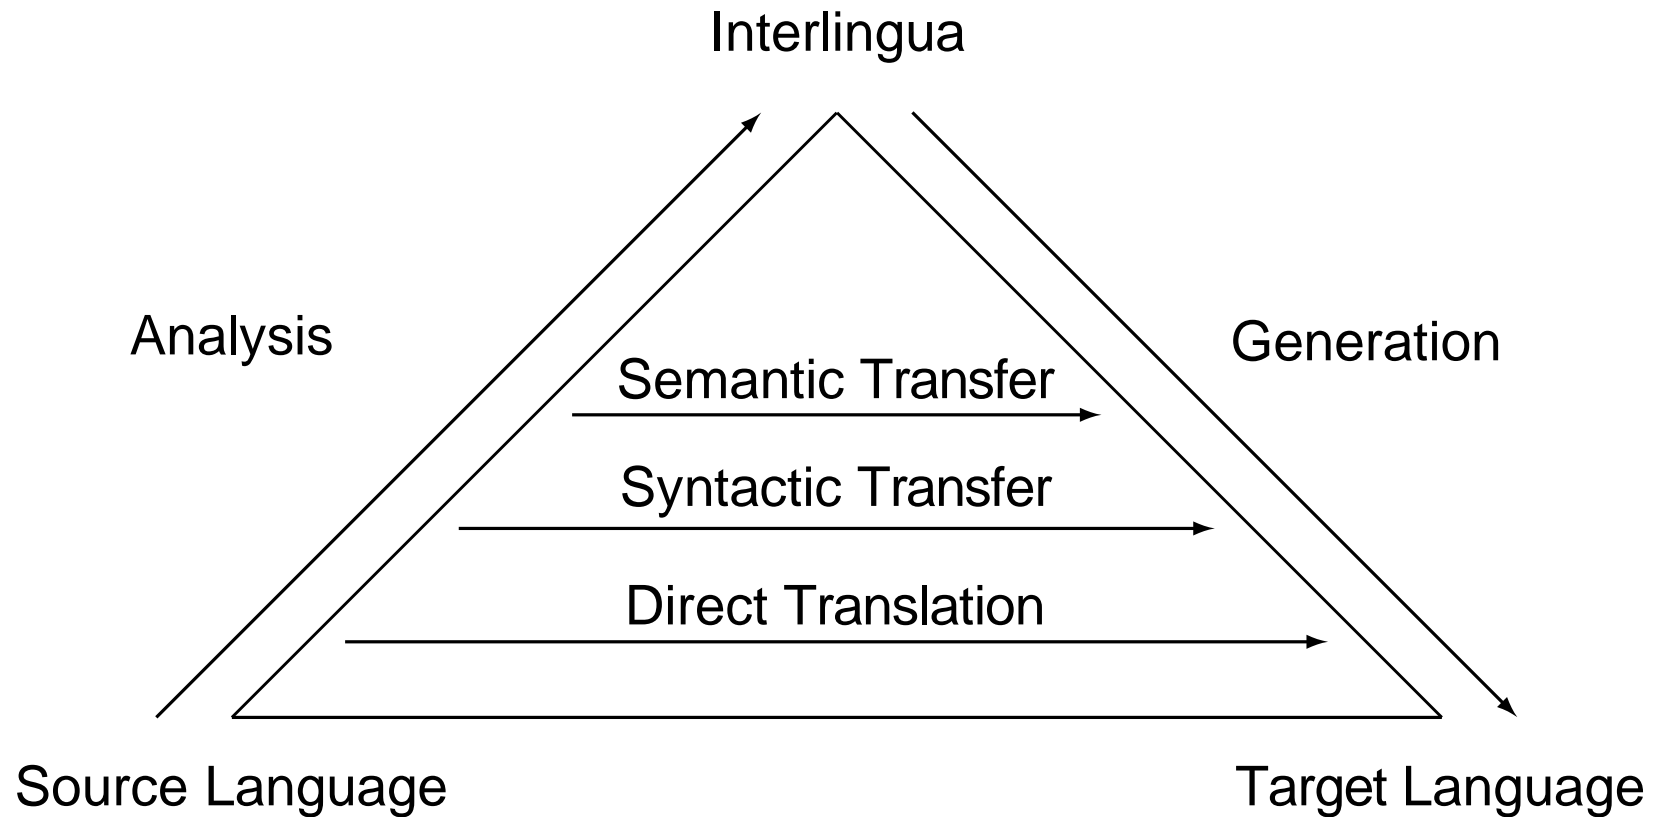 Interlingua
Analysis
Generation
Semantic Transfer
Syntactic Transfer
Direct Translation
Source Language
Target Language